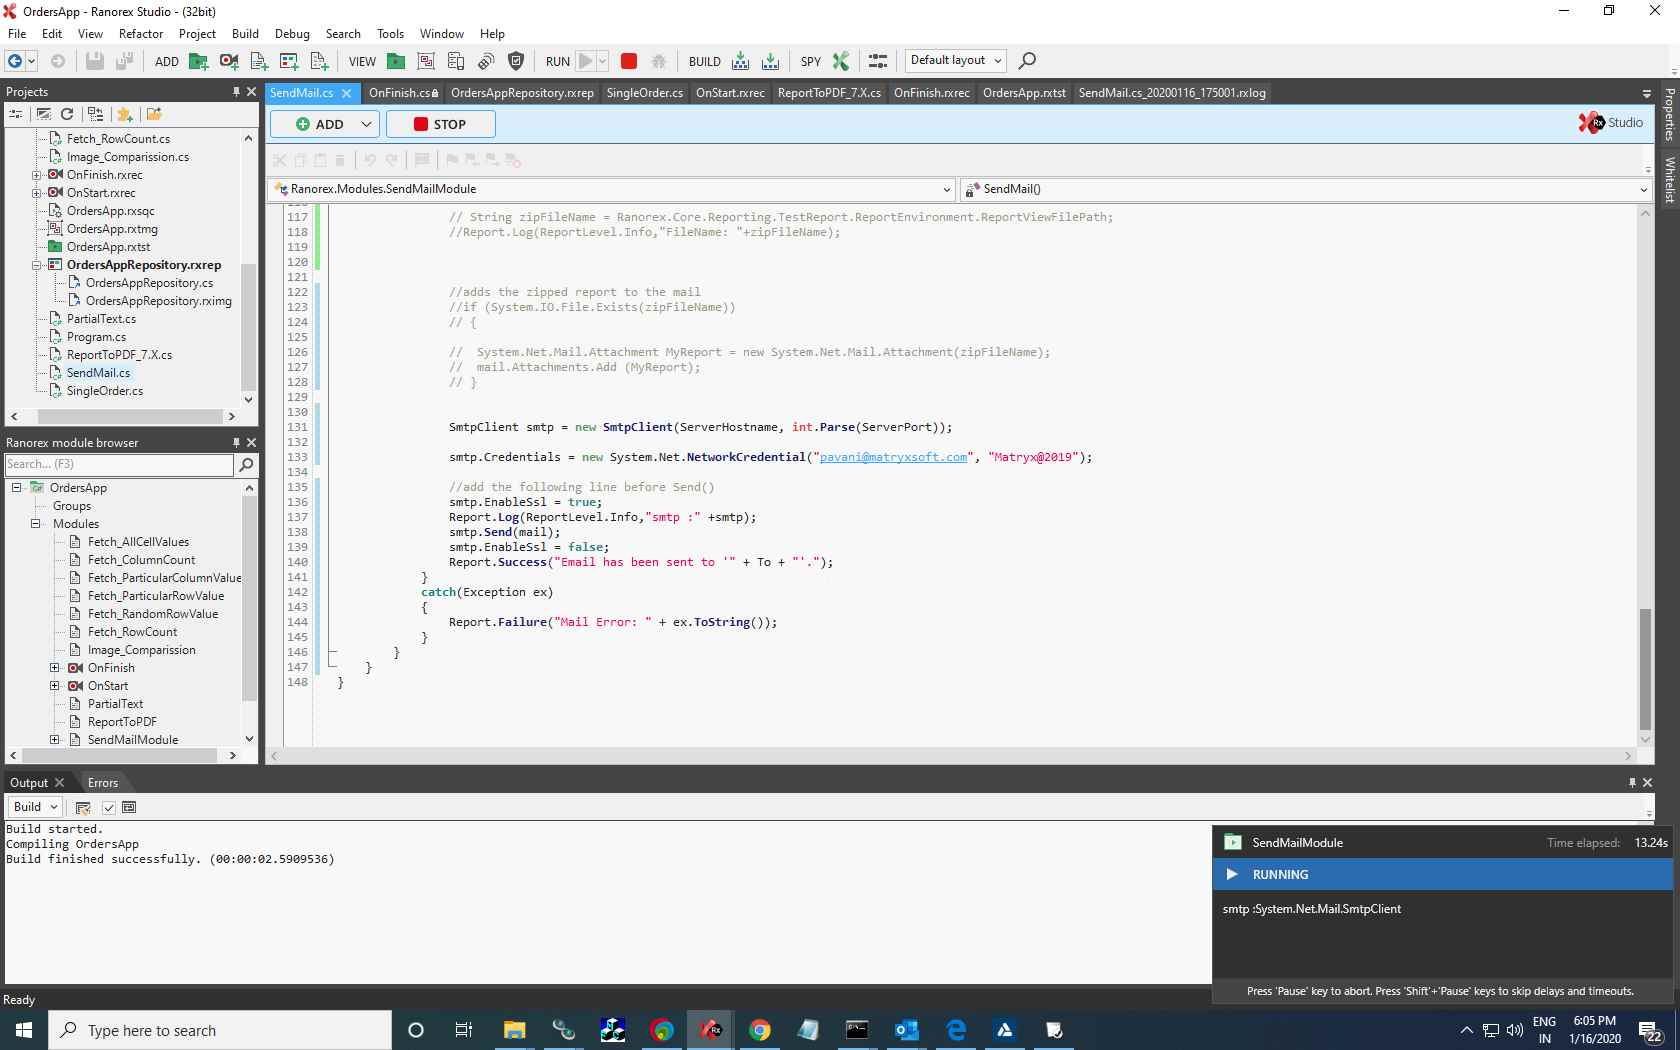 OrdersApp - Ranorex Studio - (32bit)
File Edit View Refactor Project Build Debug Search Tools Window Help
ADD VIEW RUN BUILD SPY Default layout
Projects
SendMail.cs OnFinish.cs OrdersAppRepository.rxrep SingleOrder.cs OnStart.rxrec ReportToPDF_7.X.cs OnFinish.rxrec OrdersApp.rxtst SendMail.cs_20200116_175001.rxlog
Properties
Whitelist
ADD STOP
Rx Studio
Ranorex.Modules.SendMailModule SendMail()
Fetch_RowCount.cs
Image_Comparission.cs
OnFinish.rxrec
OnStart.rxrec
OrdersApp.rxsqc
OrdersApp.rxtmg
OrdersApp.rxtst
OrdersAppRepository.rxrep
OrdersAppRepository.cs
OrdersAppRepository.rximg
PartialText.cs
Program.cs
ReportToPDF_7.X.cs
SendMail.cs
SingleOrder.cs
Ranorex module browser
Search... (F3)
OrdersApp
Groups
Modules
Fetch_AllCellValues
Fetch_ColumnCount
Fetch_ParticularColumnValue
Fetch_ParticularRowValue
Fetch_RandomRowValue
Fetch_RowCount
Image_Comparission
OnFinish
OnStart
PartialText
ReportToPDF
SendMailModule
117 // String zipFileName = Ranorex.Core.Reporting.TestReport.ReportEnvironment.ReportViewFilePath;
118 //Report.Log(ReportLevel.Info,"FileName: "+zipFileName);
119
120
121
122 //adds the zipped report to the mail
123 //if (System.IO.File.Exists(zipFileName))
124 // {
125
126 // System.Net.Mail.Attachment MyReport = new System.Net.Mail.Attachment(zipFileName);
127 // mail.Attachments.Add (MyReport);
128 // }
129
130
131 SmtpClient smtp = new SmtpClient(ServerHostname, int.Parse(ServerPort));
132
133 smtp.Credentials = new System.Net.NetworkCredential("pavani@matryxsoft.com", "Matryx@2019");
134
135 //add the following line before Send()
136 smtp.EnableSsl = true;
137 Report.Log(ReportLevel.Info,"smtp :" +smtp);
138 smtp.Send(mail);
139 smtp.EnableSsl = false;
140 Report.Success("Email has been sent to '" + To + "'.");
141 }
142 catch(Exception ex)
143 {
144 Report.Failure("Mail Error: " + ex.ToString());
145 }
146 }
147 }
148 }
Output Errors
Build
Build started.
Compiling OrdersApp
Build finished successfully. (00:00:02.5909536)
SendMailModule Time elapsed: 13.24s
RUNNING
smtp :System.Net.Mail.SmtpClient
Press 'Pause' key to abort. Press 'Shift'+'Pause' keys to skip delays and timeouts.
Ready
Type here to search
ENG
IN
6:05 PM
1/16/2020
22